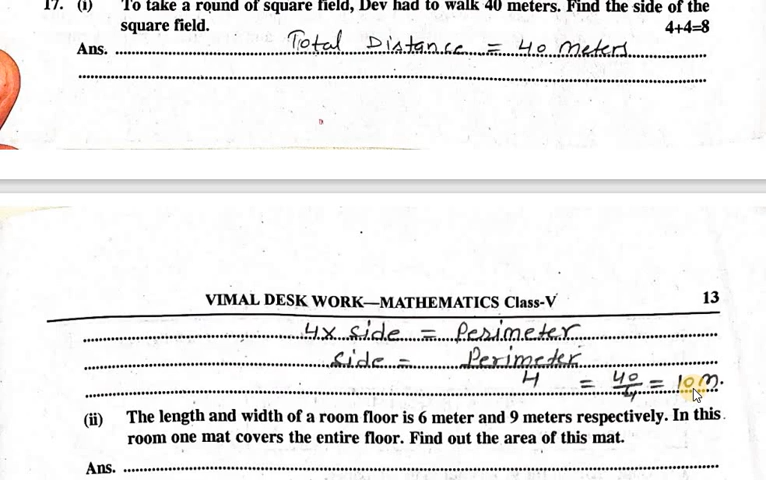 17. (i) To take a round of square field, Dev had to walk 40 meters. Find the side of the
square field. 4+4=8
Ans. Total Distance = 40 meters
VIMAL DESK WORK—MATHEMATICS Class-V 13
4x side = Perimeter
side = Perimeter
4 = 40/4 = 10 m.
(ii) The length and width of a room floor is 6 meter and 9 meters respectively. In this
room one mat covers the entire floor. Find out the area of this mat.
Ans.